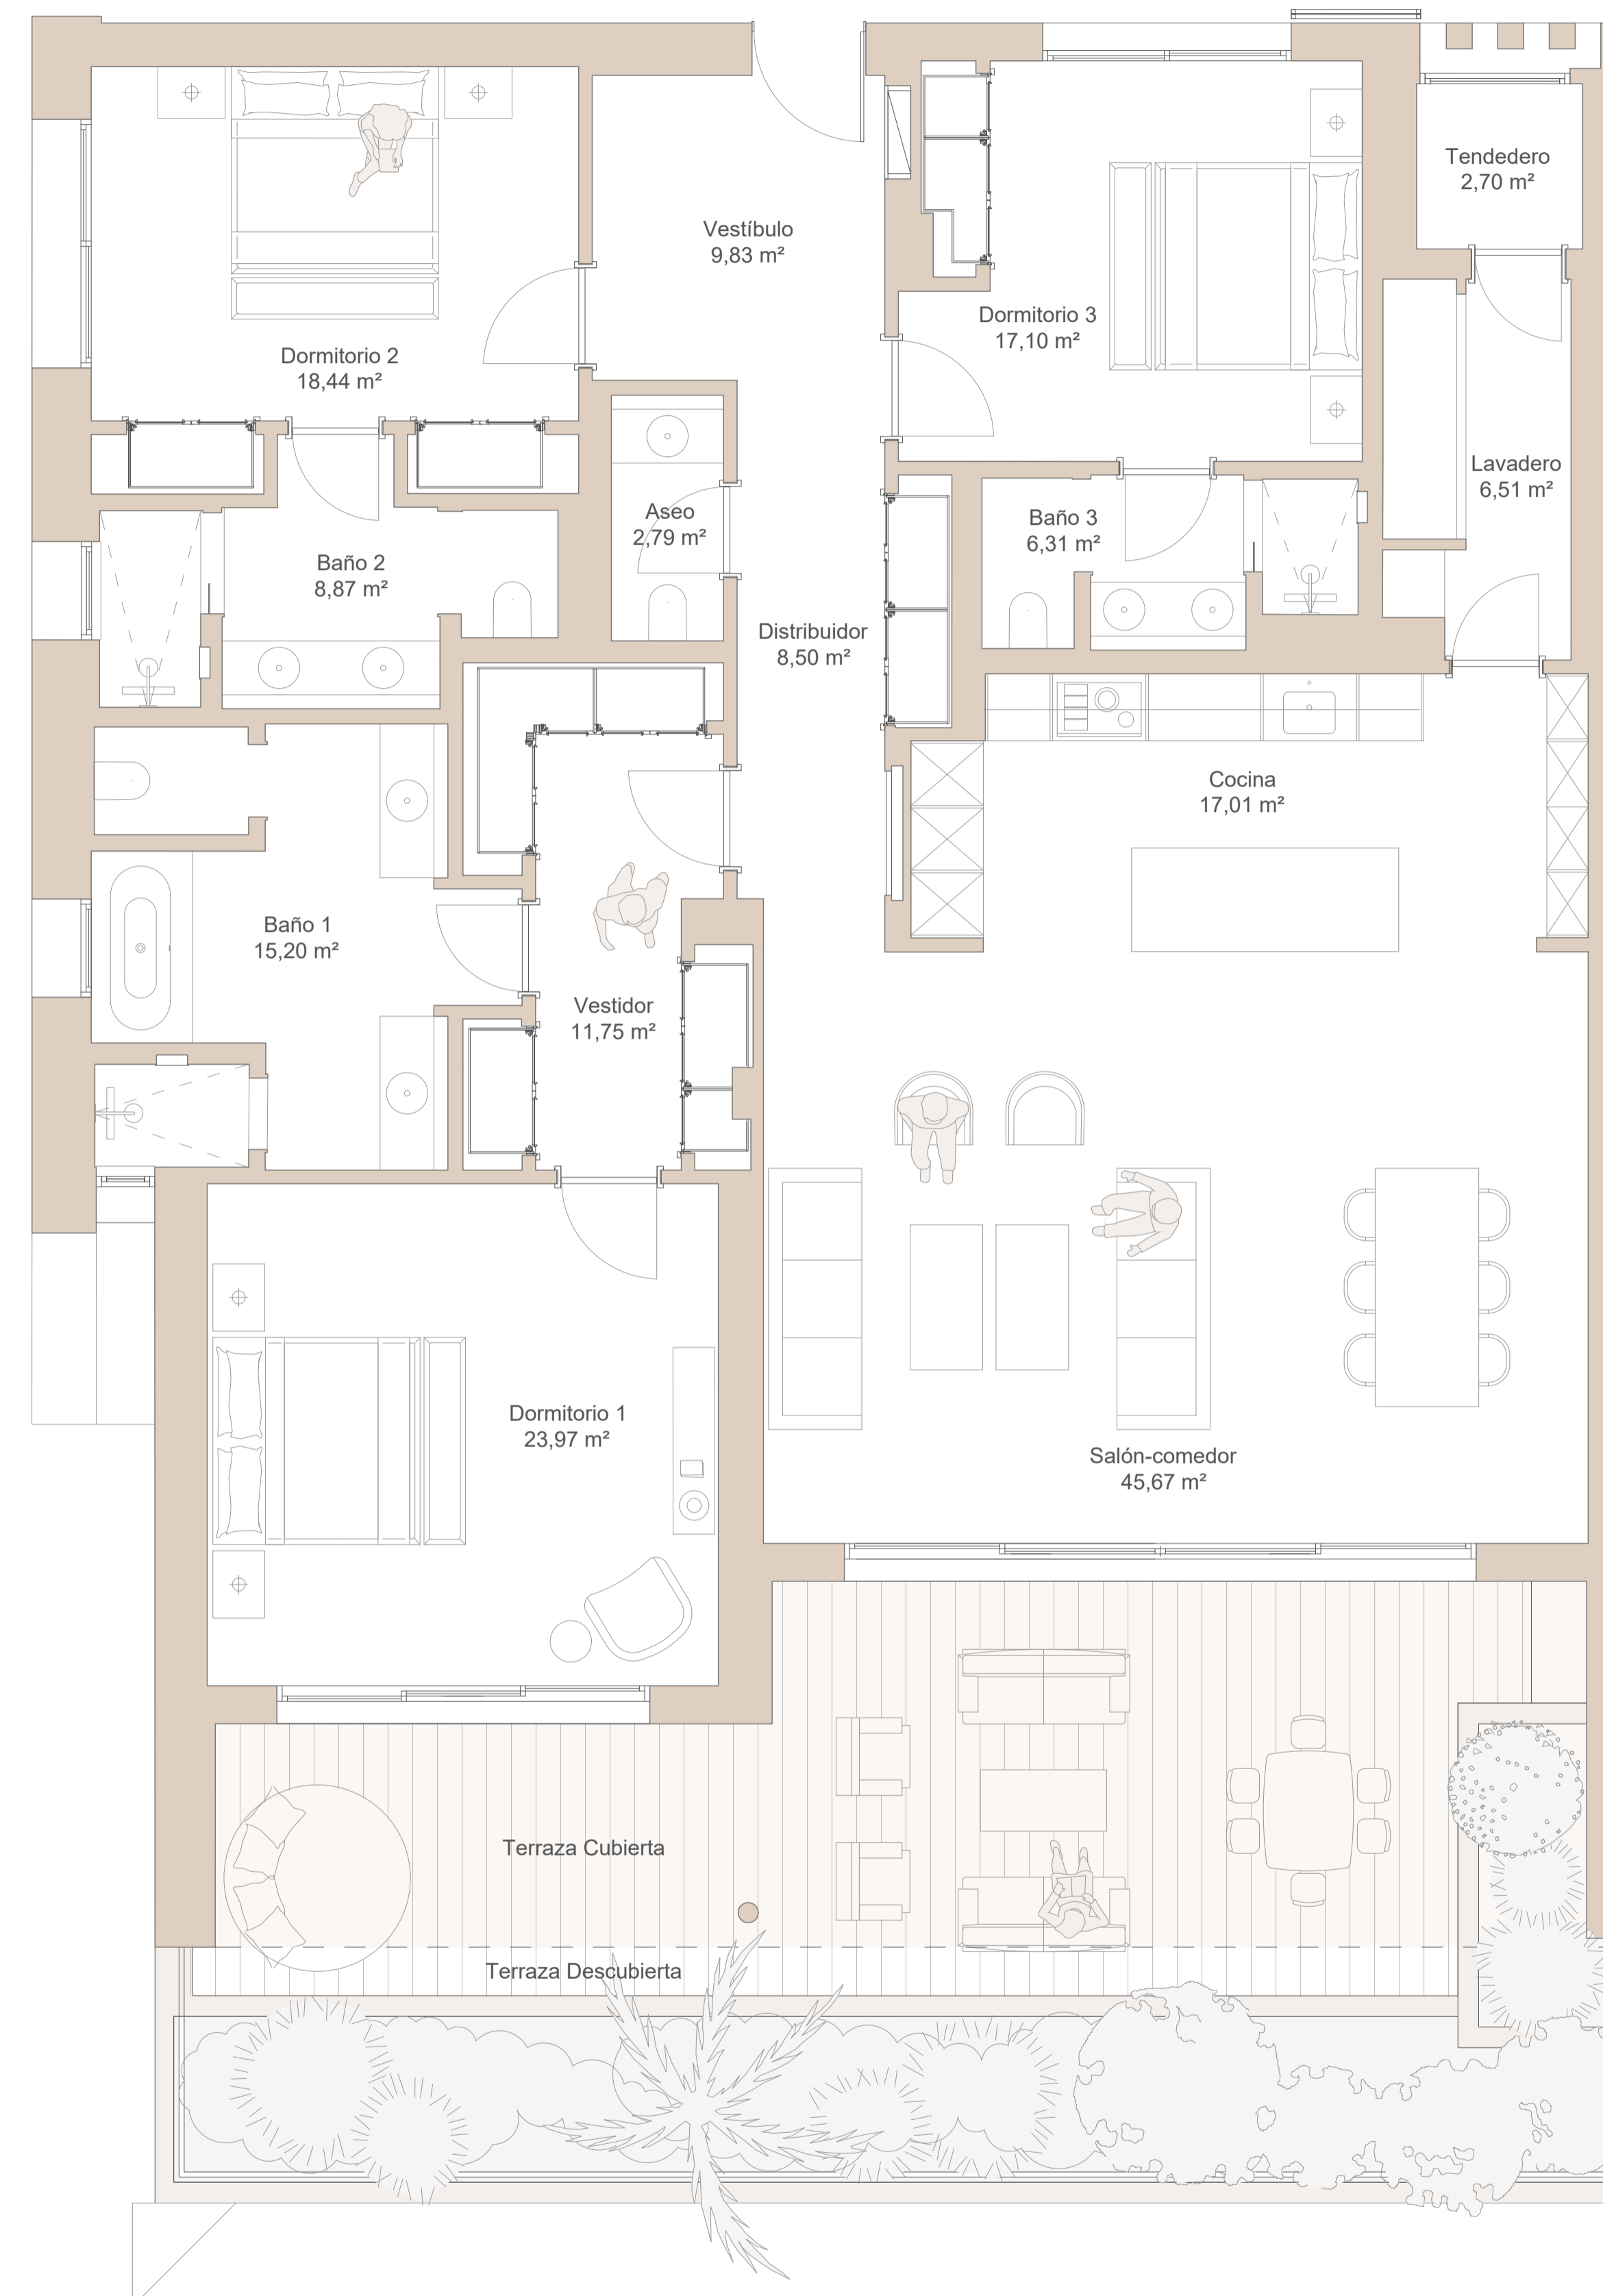 Tendedero
2,70 m²
Vestíbulo
9,83 m²
Dormitorio 3
17,10 m²
Dormitorio 2
18,44 m²
Lavadero
6,51 m²
Aseo
2,79 m²
Baño 3
6,31 m²
Baño 2
8,87 m²
Distribuidor
8,50 m²
Cocina
17,01 m²
Baño 1
15,20 m²
Vestidor
11,75 m²
Dormitorio 1
23,97 m²
Salón-comedor
45,67 m²
Terraza Cubierta
Terraza Descubierta